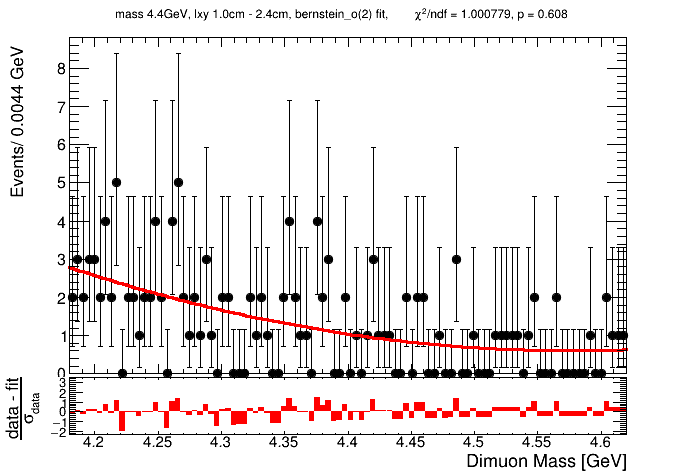 mass 4.4GeV, lxy 1.0cm - 2.4cm, bernstein_o(2) fit, χ²/ndf = 1.000779, p = 0.608
Events/ 0.0044 GeV
8
7
6
5
4
3
2
1
0
data - fit
σdata
3
2
1
0
−1
−2
4.2 4.25 4.3 4.35 4.4 4.45 4.5 4.55 4.6
Dimuon Mass [GeV]